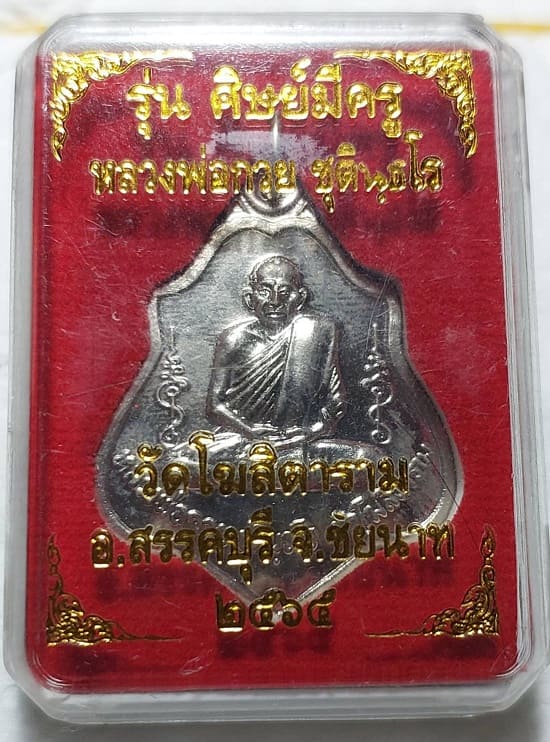 รุ่น ศิษย์มีครู
หลวงพ่อกวย ชุตินฺธโร
วัดโฆสิตาราม
อ.สรรคบุรี จ.ชัยนาท
๒๕๖๕